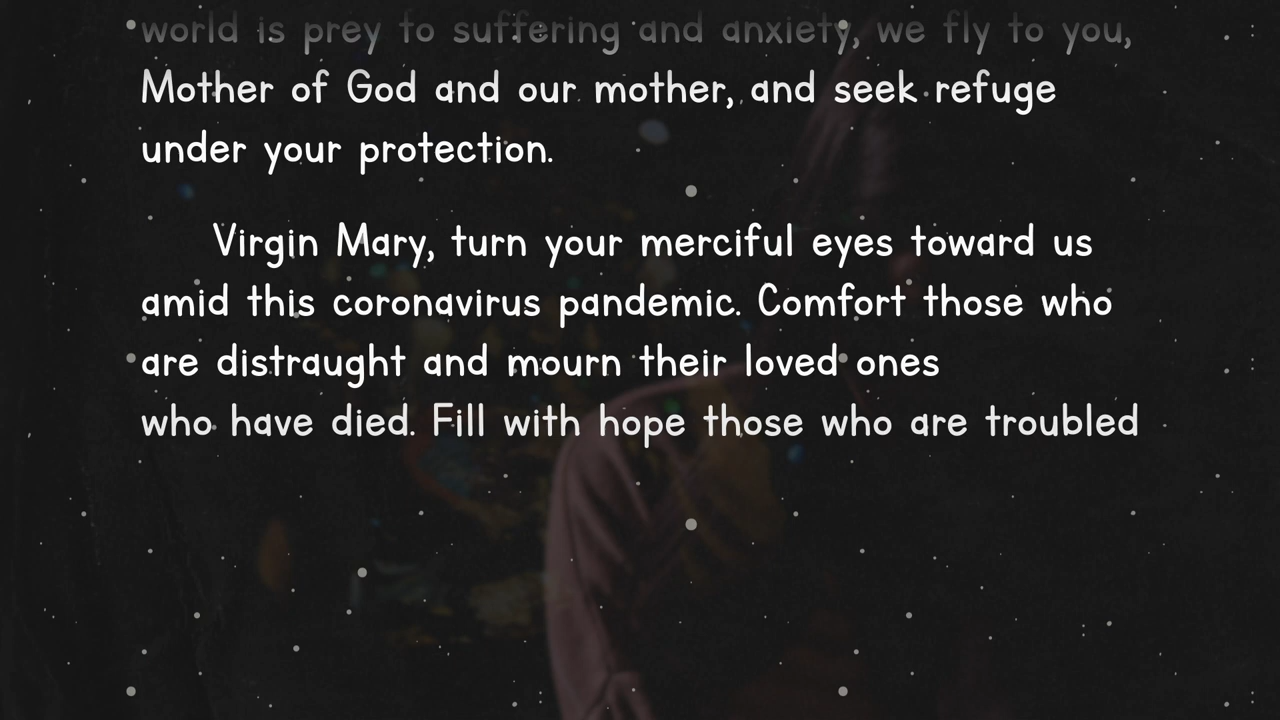 world is prey to suffering and anxiety, we fly to you,
Mother of God and our mother, and seek refuge
under your protection.
Virgin Mary, turn your merciful eyes toward us
amid this coronavirus pandemic. Comfort those who
are distraught and mourn their loved ones
who have died. Fill with hope those who are troubled